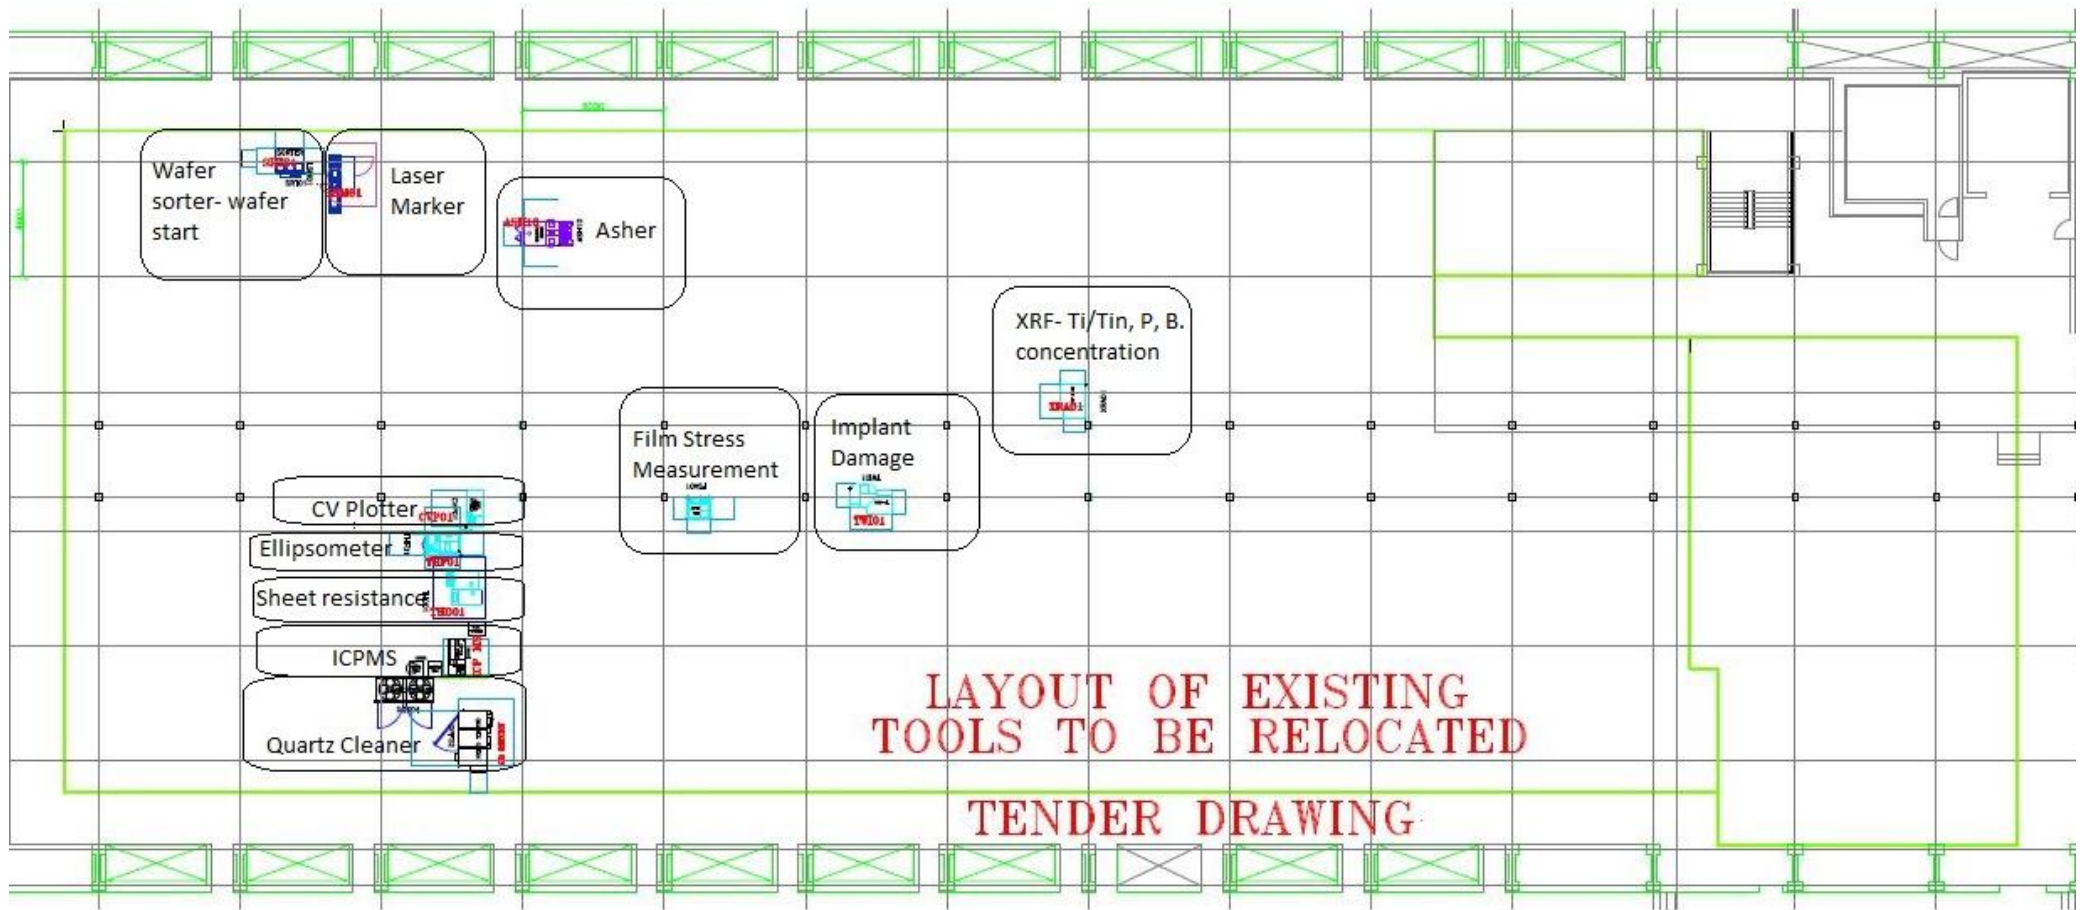 Wafer
sorter- wafer
start
Laser
Marker
Asher
XRF- Ti/Tin, P, B.
concentration
XRA01
Film Stress
Measurement
Implant
Damage
CV Plotter
Ellipsometer
Sheet resistance
ICPMS
Quartz Cleaner
LAYOUT OF EXISTING
TOOLS TO BE RELOCATED
TENDER DRAWING